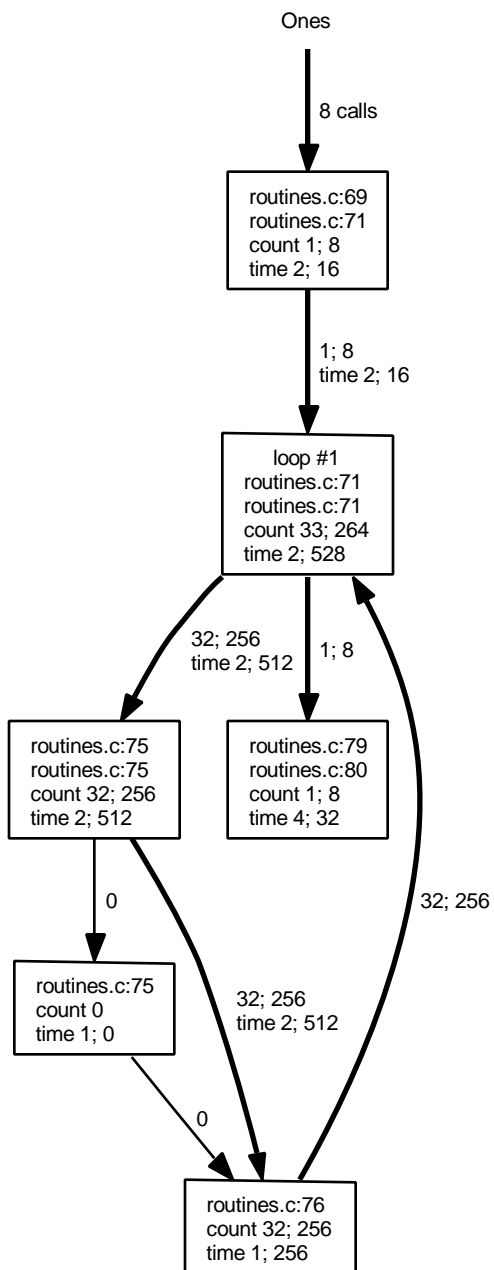 Ones
8 calls
routines.c:69
routines.c:71
count 1; 8
time 2; 16
1; 8
time 2; 16
loop #1
routines.c:71
routines.c:71
count 33; 264
time 2; 528
32; 256
time 2; 512
1; 8
routines.c:75
routines.c:75
count 32; 256
time 2; 512
routines.c:79
routines.c:80
count 1; 8
time 4; 32
0
32; 256
routines.c:75
count 0
time 1; 0
32; 256
time 2; 512
0
routines.c:76
count 32; 256
time 1; 256